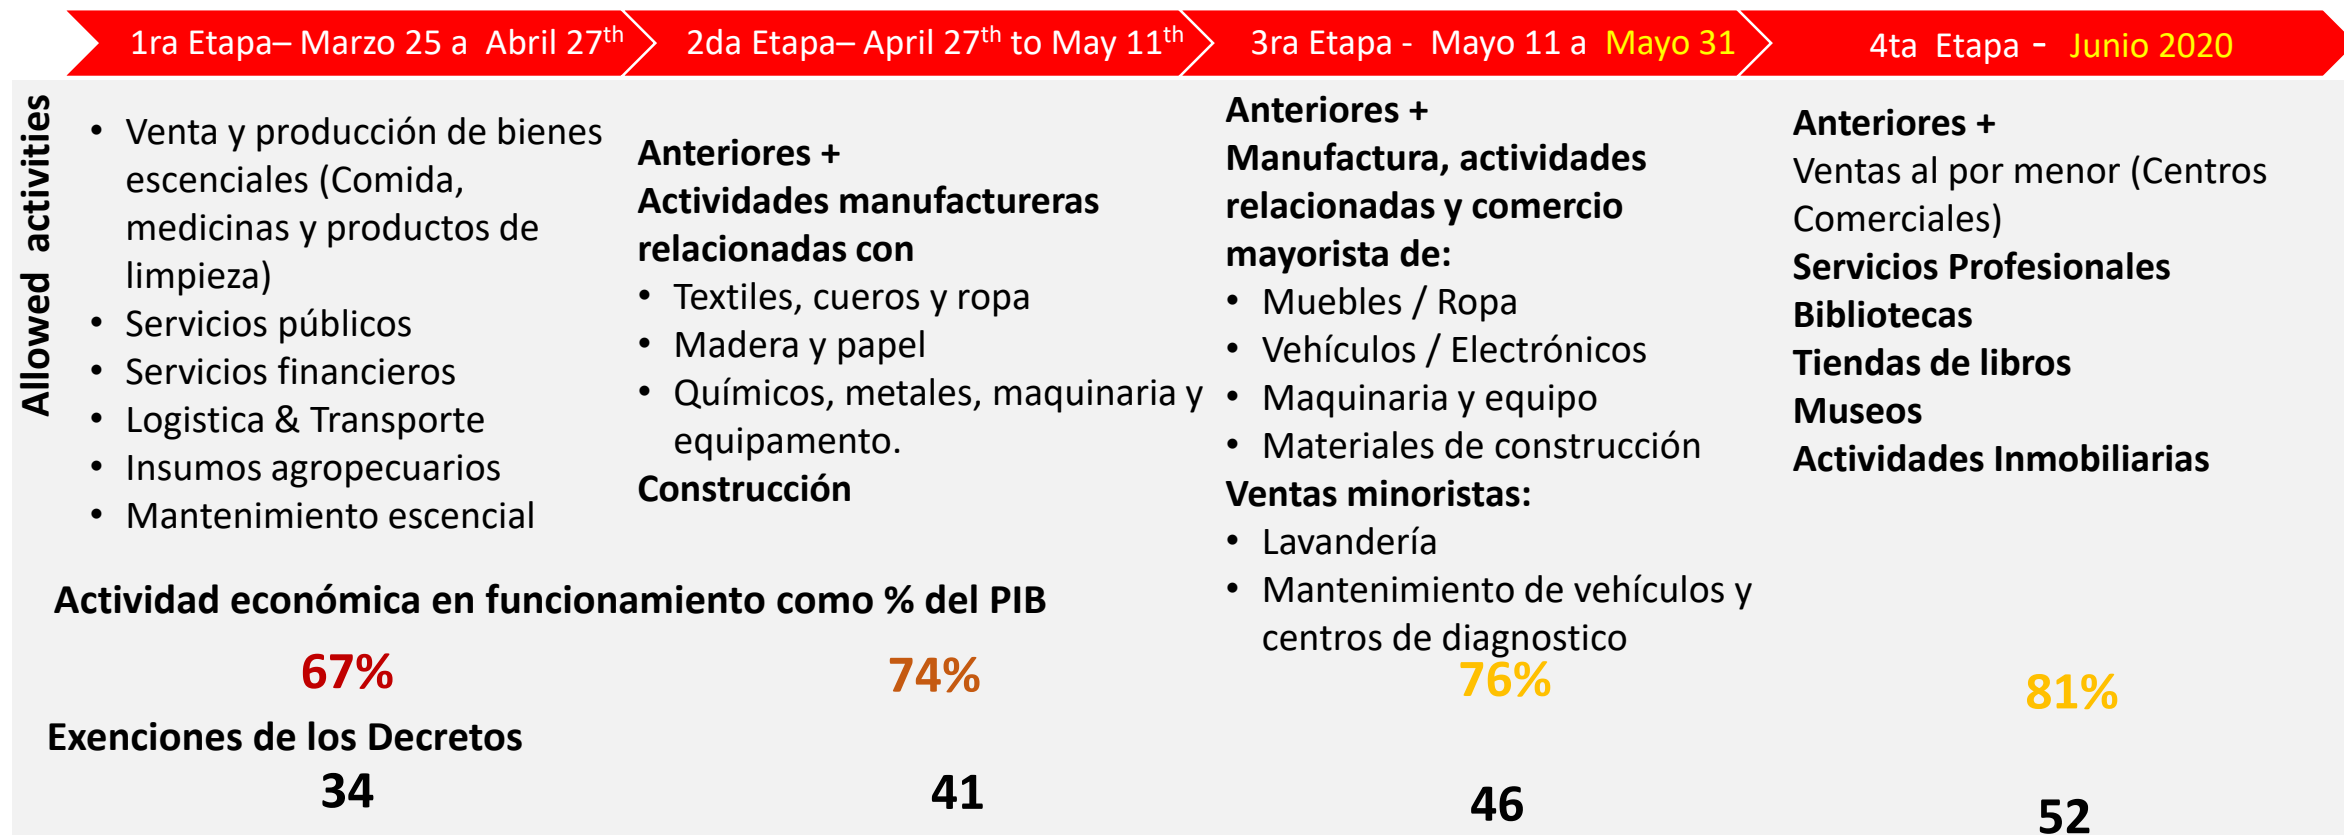 1ra Etapa– Marzo 25 a Abril 27th
2da Etapa– April 27th to May 11th
3ra Etapa - Mayo 11 a Mayo 31
4ta Etapa - Junio 2020
Allowed activities
• Venta y producción de bienes
escenciales (Comida,
medicinas y productos de
limpieza)
• Servicios públicos
• Servicios financieros
• Logistica & Transporte
• Insumos agropecuarios
• Mantenimiento escencial
Anteriores +
Actividades manufactureras
relacionadas con
• Textiles, cueros y ropa
• Madera y papel
• Químicos, metales, maquinaria y
equipamento.
Construcción
Anteriores +
Manufactura, actividades
relacionadas y comercio
mayorista de:
• Muebles / Ropa
• Vehículos / Electrónicos
• Maquinaria y equipo
• Materiales de construcción
Ventas minoristas:
• Lavandería
• Mantenimiento de vehículos y
centros de diagnostico
Anteriores +
Ventas al por menor (Centros
Comerciales)
Servicios Profesionales
Bibliotecas
Tiendas de libros
Museos
Actividades Inmobiliarias
Actividad económica en funcionamiento como % del PIB
67%
74%
76%
81%
Exenciones de los Decretos
34
41
46
52